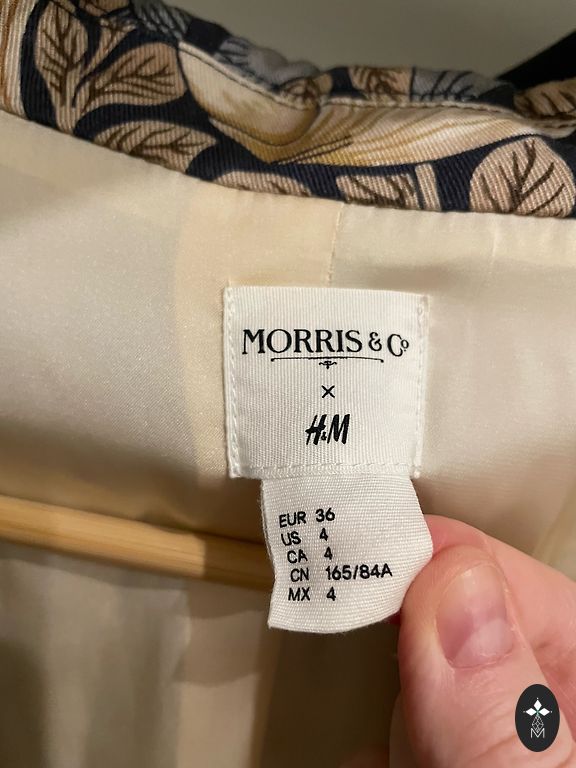 MORRIS & Co
×
H&M
EUR 36
US 4
CA 4
CN 165/84A
MX 4
M